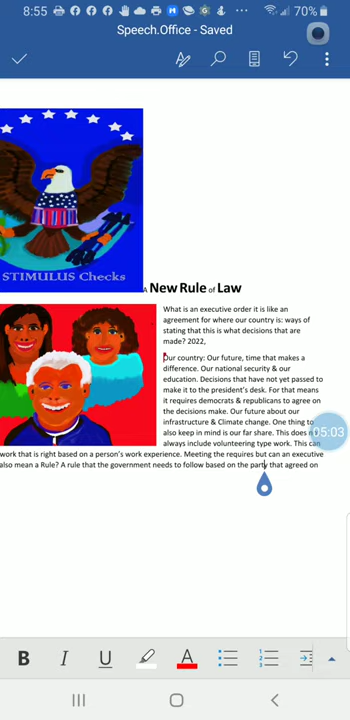 8:55
70%
Speech.Office - Saved
STIMULUS Checks
A New Rule of Law
What is an executive order it is like an
agreement for where our country is: ways of
stating that this is what decisions that are
made? 2022,
Our country: Our future, time that makes a
difference. Our national security & our
education. Decisions that have not yet passed to
make it to the president's desk. For that means
it requires democrats & republicans to agree on
the decisions make. Our future about our
infrastructure & Climate change. One thing to
also keep in mind is our far share. This does
always include volunteering type work. This can
work that is right based on a person's work experience. Meeting the requires but can an executive
also mean a Rule? A rule that the government needs to follow based on the party that agreed on
05:03
B I U A